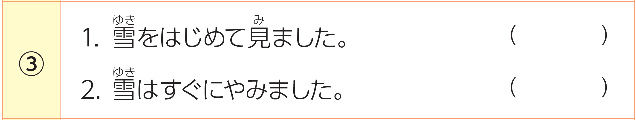 ③
1. 雪をはじめて見ました。 (　　　)
2. 雪はすぐにやみました。 (　　　)